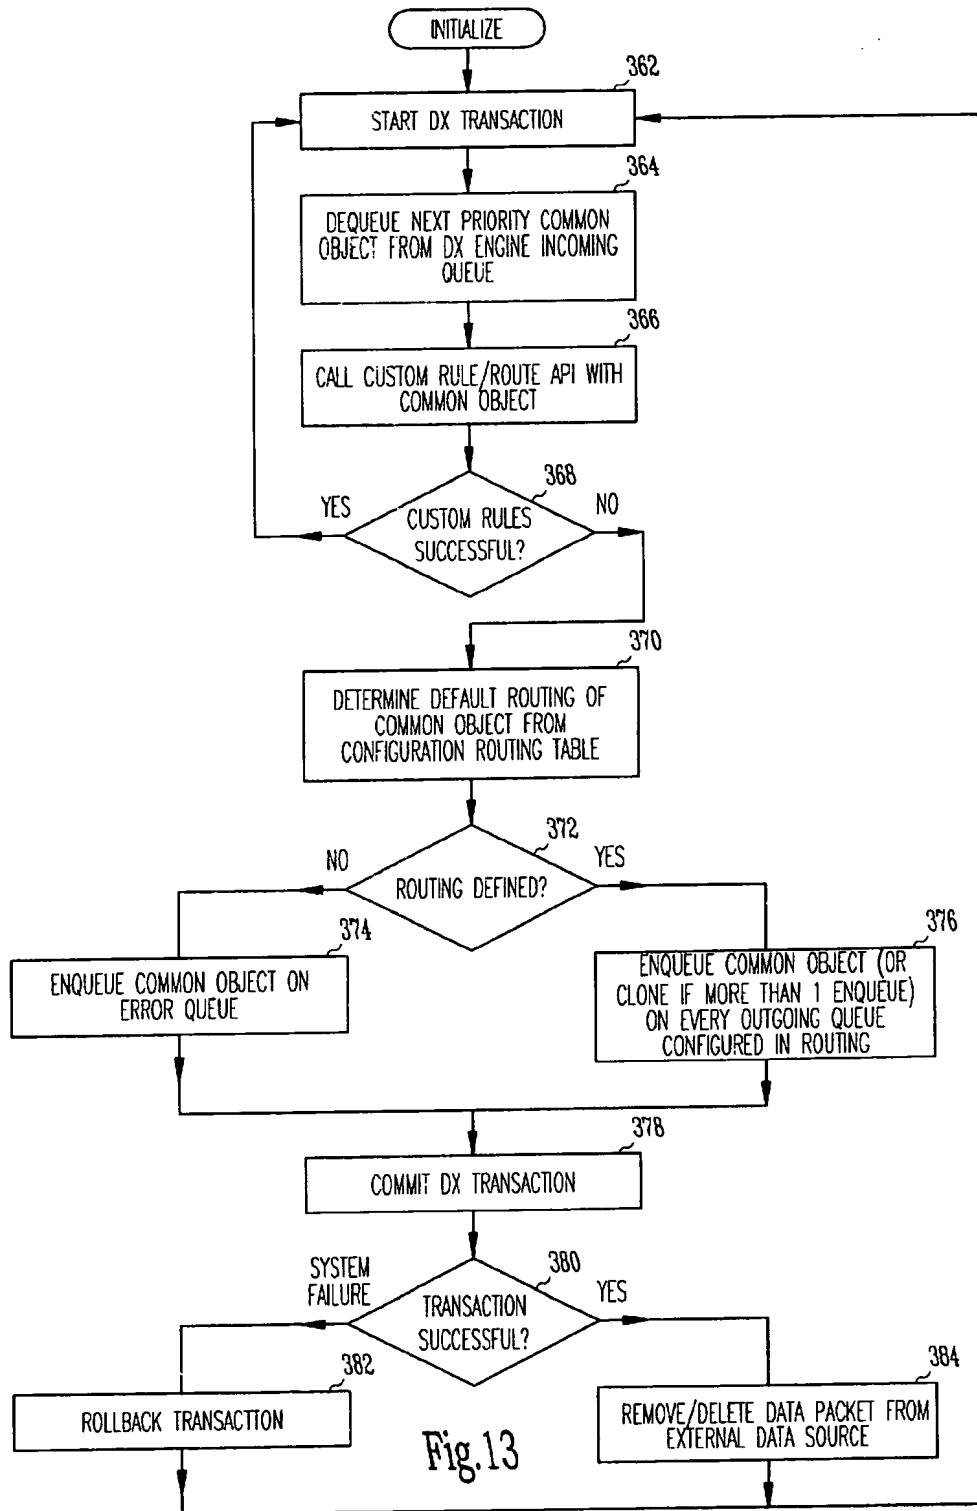 INITIALIZE
362
START DX TRANSACTION
364
DEQUEUE NEXT PRIORITY COMMON
OBJECT FROM DX ENGINE INCOMING
QUEUE
366
CALL CUSTOM RULE/ROUTE API WITH
COMMON OBJECT
368
YES
NO
CUSTOM RULES
SUCCESSFUL?
370
DETERMINE DEFAULT ROUTING OF
COMMON OBJECT FROM
CONFIGURATION ROUTING TABLE
372
NO
YES
ROUTING DEFINED?
374
ENQUEUE COMMON OBJECT ON
ERROR QUEUE
376
ENQUEUE COMMON OBJECT (OR
CLONE IF MORE THAN 1 ENQUEUE)
ON EVERY OUTGOING QUEUE
CONFIGURED IN ROUTING
378
COMMIT DX TRANSACTION
380
SYSTEM
FAILURE
YES
TRANSACTION
SUCCESSFUL?
382
ROLLBACK TRANSACTION
384
REMOVE/DELETE DATA PACKET FROM
EXTERNAL DATA SOURCE
Fig.13